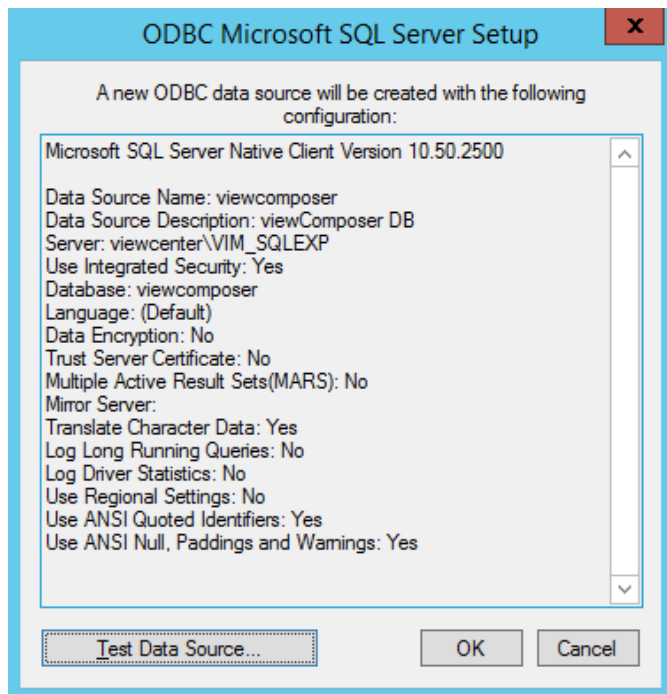 ODBC Microsoft SQL Server Setup
x
A new ODBC data source will be created with the following
configuration:
Microsoft SQL Server Native Client Version 10.50.2500
Data Source Name: viewcomposer
Data Source Description: viewComposer DB
Server: viewcenter\VIM_SQLEXP
Use Integrated Security: Yes
Database: viewcomposer
Language: (Default)
Data Encryption: No
Trust Server Certificate: No
Multiple Active Result Sets(MARS): No
Mirror Server:
Translate Character Data: Yes
Log Long Running Queries: No
Log Driver Statistics: No
Use Regional Settings: No
Use ANSI Quoted Identifiers: Yes
Use ANSI Null, Paddings and Warnings: Yes
Test Data Source...
OK
Cancel